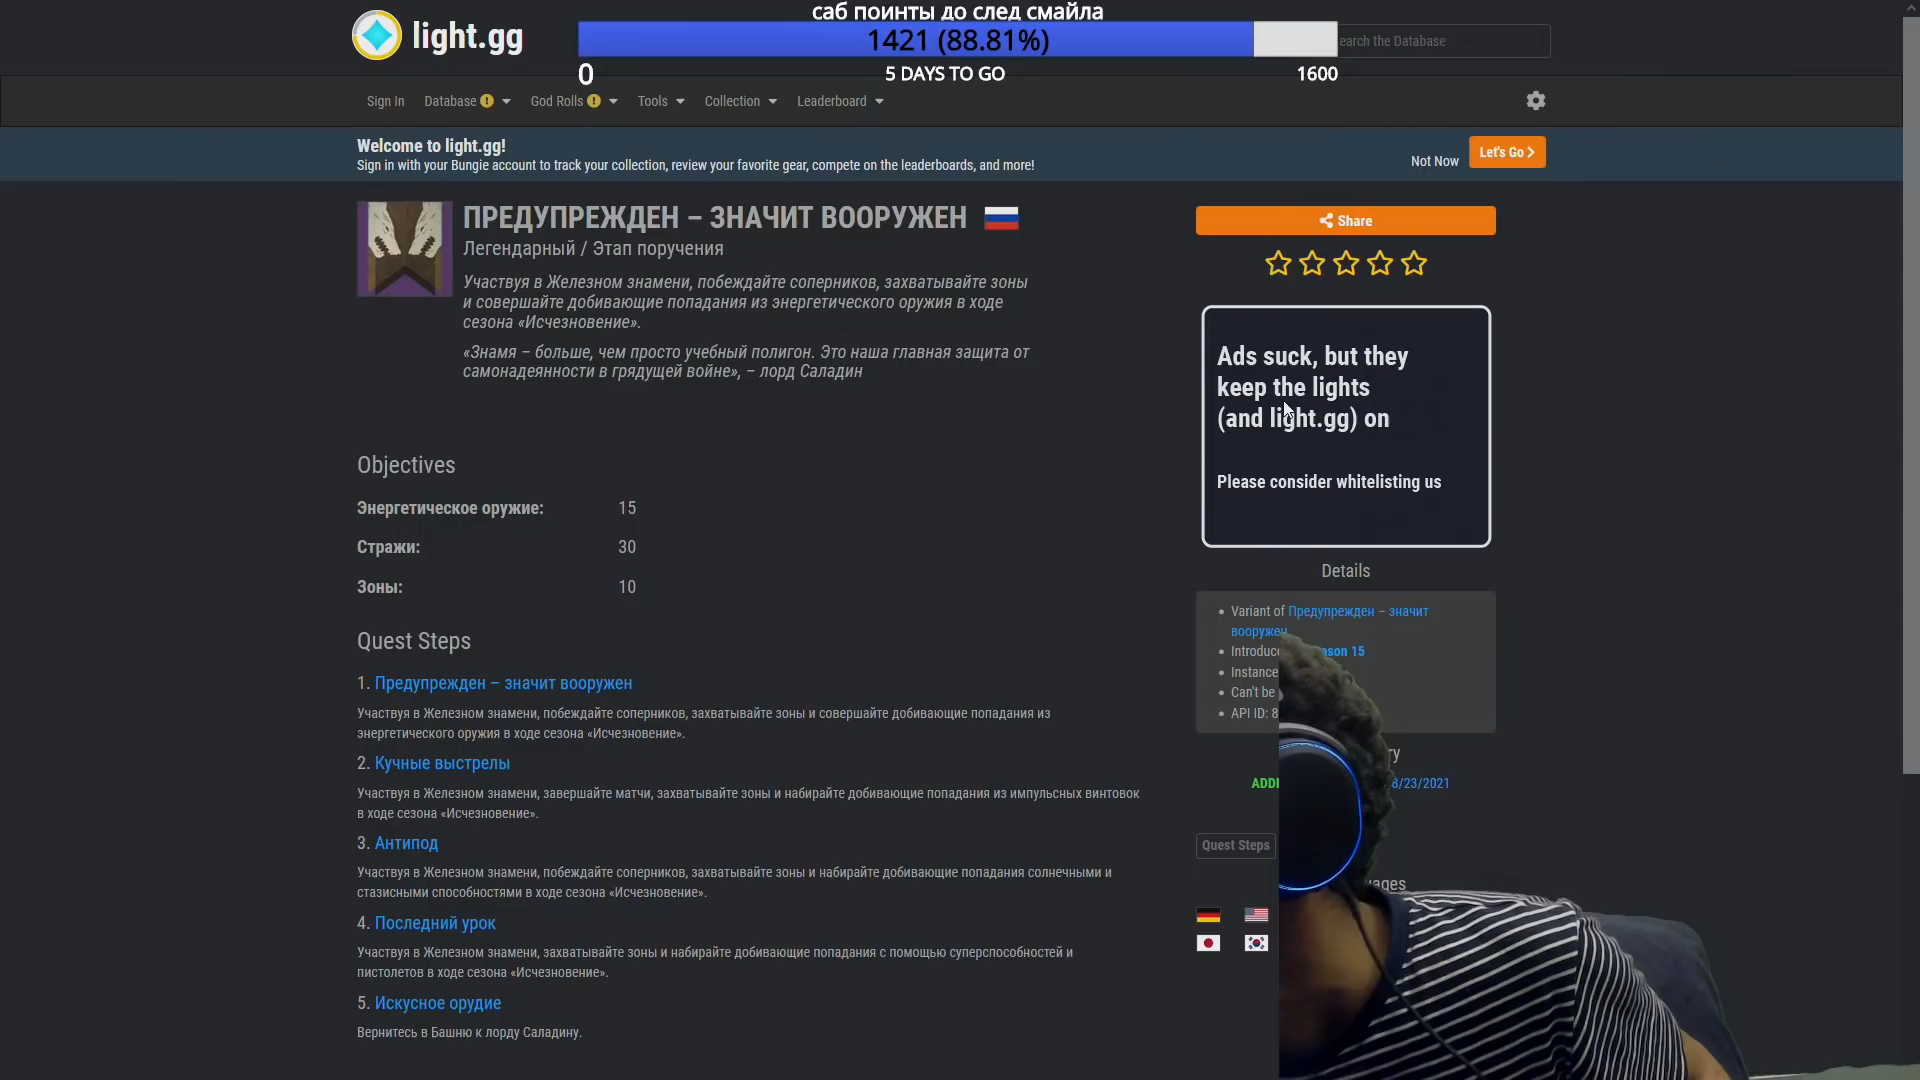 саб поинты до след смайла
light.gg
1421 (88.81%)
earch the Database
0
5 DAYS TO GO
1600
Sign In
Database
God Rolls
Tools
Collection
Leaderboard
Welcome to light.gg!
Sign in with your Bungie account to track your collection, review your favorite gear, compete on the leaderboards, and more!
Not Now
Let's Go
ПРЕДУПРЕЖДЕН – ЗНАЧИТ ВООРУЖЕН
Легендарный / Этап поручения
Участвуя в Железном знамени, побеждайте соперников, захватывайте зоны
и совершайте добивающие попадания из энергетического оружия в ходе
сезона «Исчезновение».
«Знамя – больше, чем просто учебный полигон. Это наша главная защита от
самонадеянности в грядущей войне», – лорд Саладин
Objectives
Энергетическое оружие: 15
Стражи: 30
Зоны: 10
Quest Steps
1. Предупрежден – значит вооружен
Участвуя в Железном знамени, побеждайте соперников, захватывайте зоны и совершайте добивающие попадания из
энергетического оружия в ходе сезона «Исчезновение».
2. Кучные выстрелы
Участвуя в Железном знамени, завершайте матчи, захватывайте зоны и набирайте добивающие попадания из импульсных винтовок
в ходе сезона «Исчезновение».
3. Антипод
Участвуя в Железном знамени, побеждайте соперников, захватывайте зоны и набирайте добивающие попадания солнечными и
стазисными способностями в ходе сезона «Исчезновение».
4. Последний урок
Участвуя в Железном знамени, захватывайте зоны и набирайте добивающие попадания с помощью суперспособностей и
пистолетов в ходе сезона «Исчезновение».
5. Искусное орудие
Вернитесь в Башню к лорду Саладину.
Share
Ads suck, but they
keep the lights
(and light.gg) on
Please consider whitelisting us
Details
Variant of Предупрежден – значит
вооружен
Introduc son 15
Instance
Can't be
API ID: 8
ry
ADD 8/23/2021
Quest Steps
ages